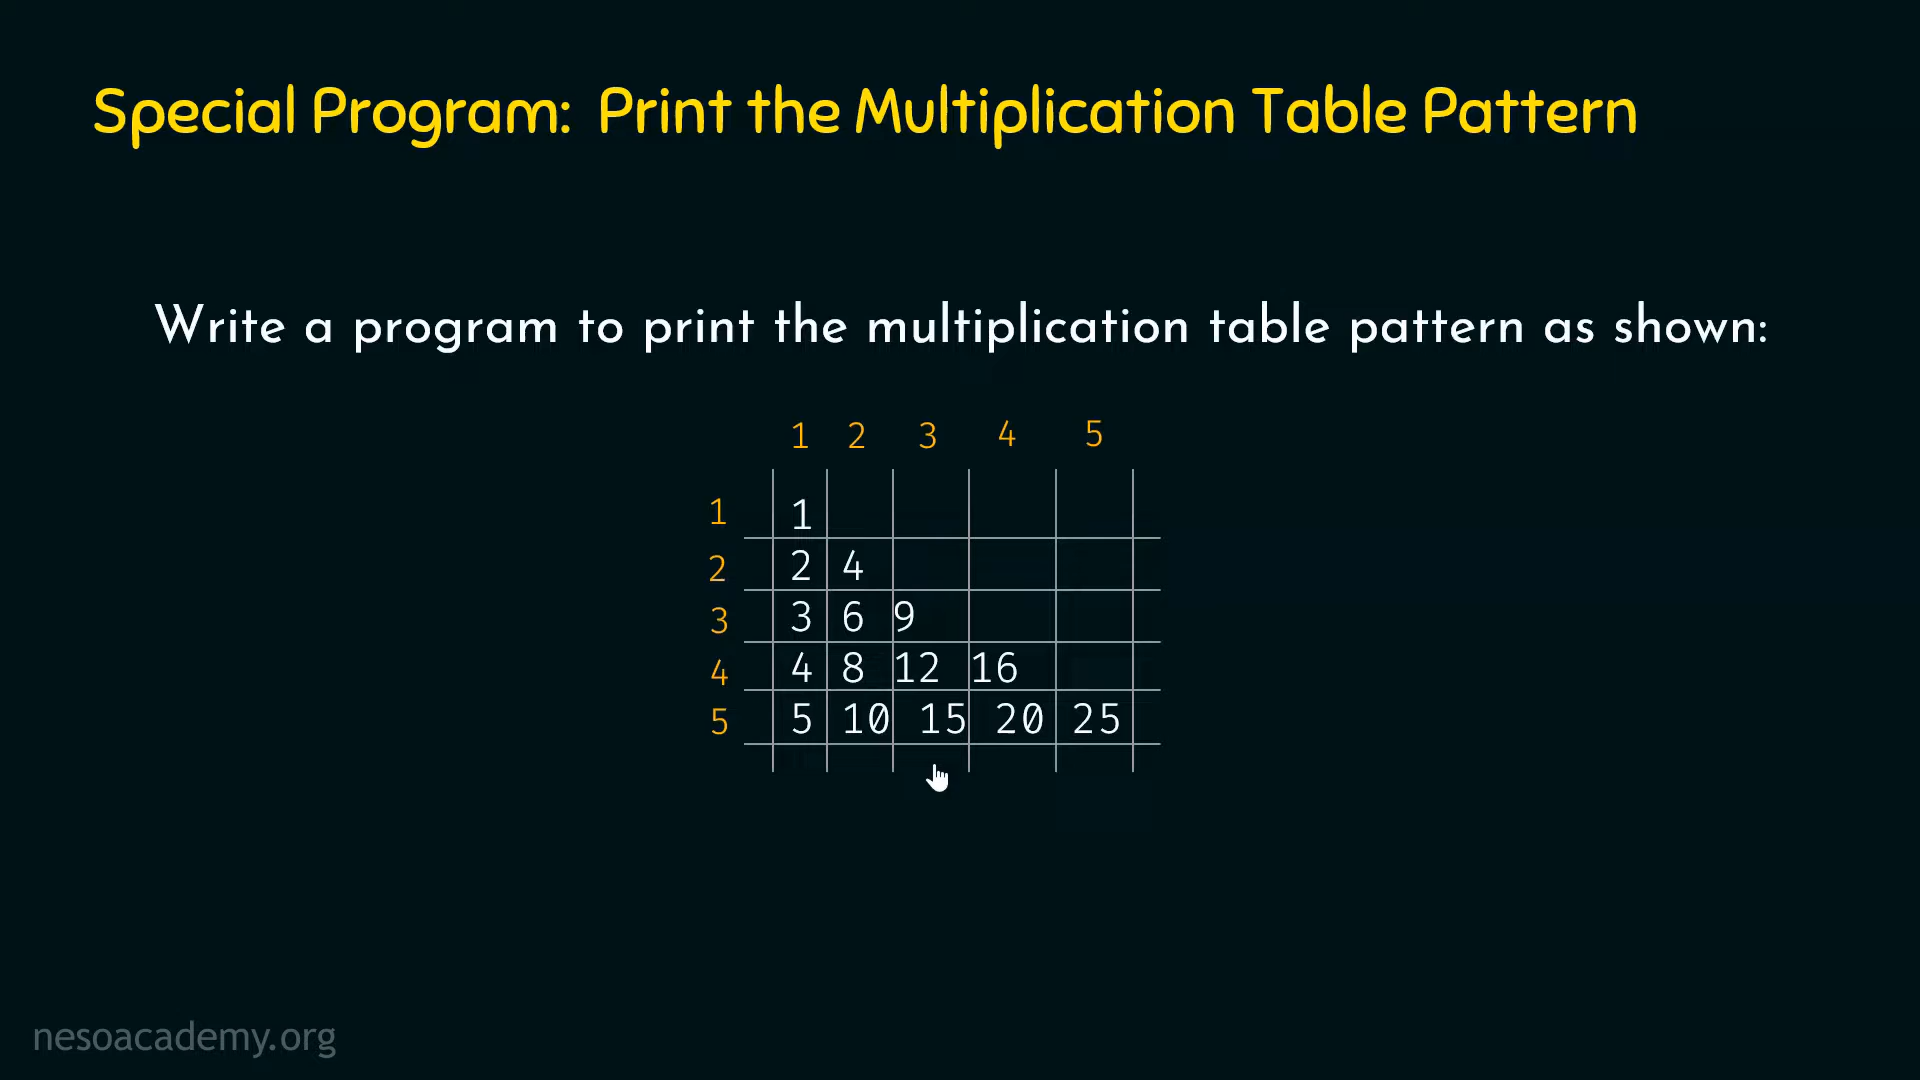 Special Program: Print the Multiplication Table Pattern
Write a program to print the multiplication table pattern as shown:
1 2 3 4 5
1 1
2 2 4
3 3 6 9
4 4 8 12 16
5 5 10 15 20 25
nesoacademy.org